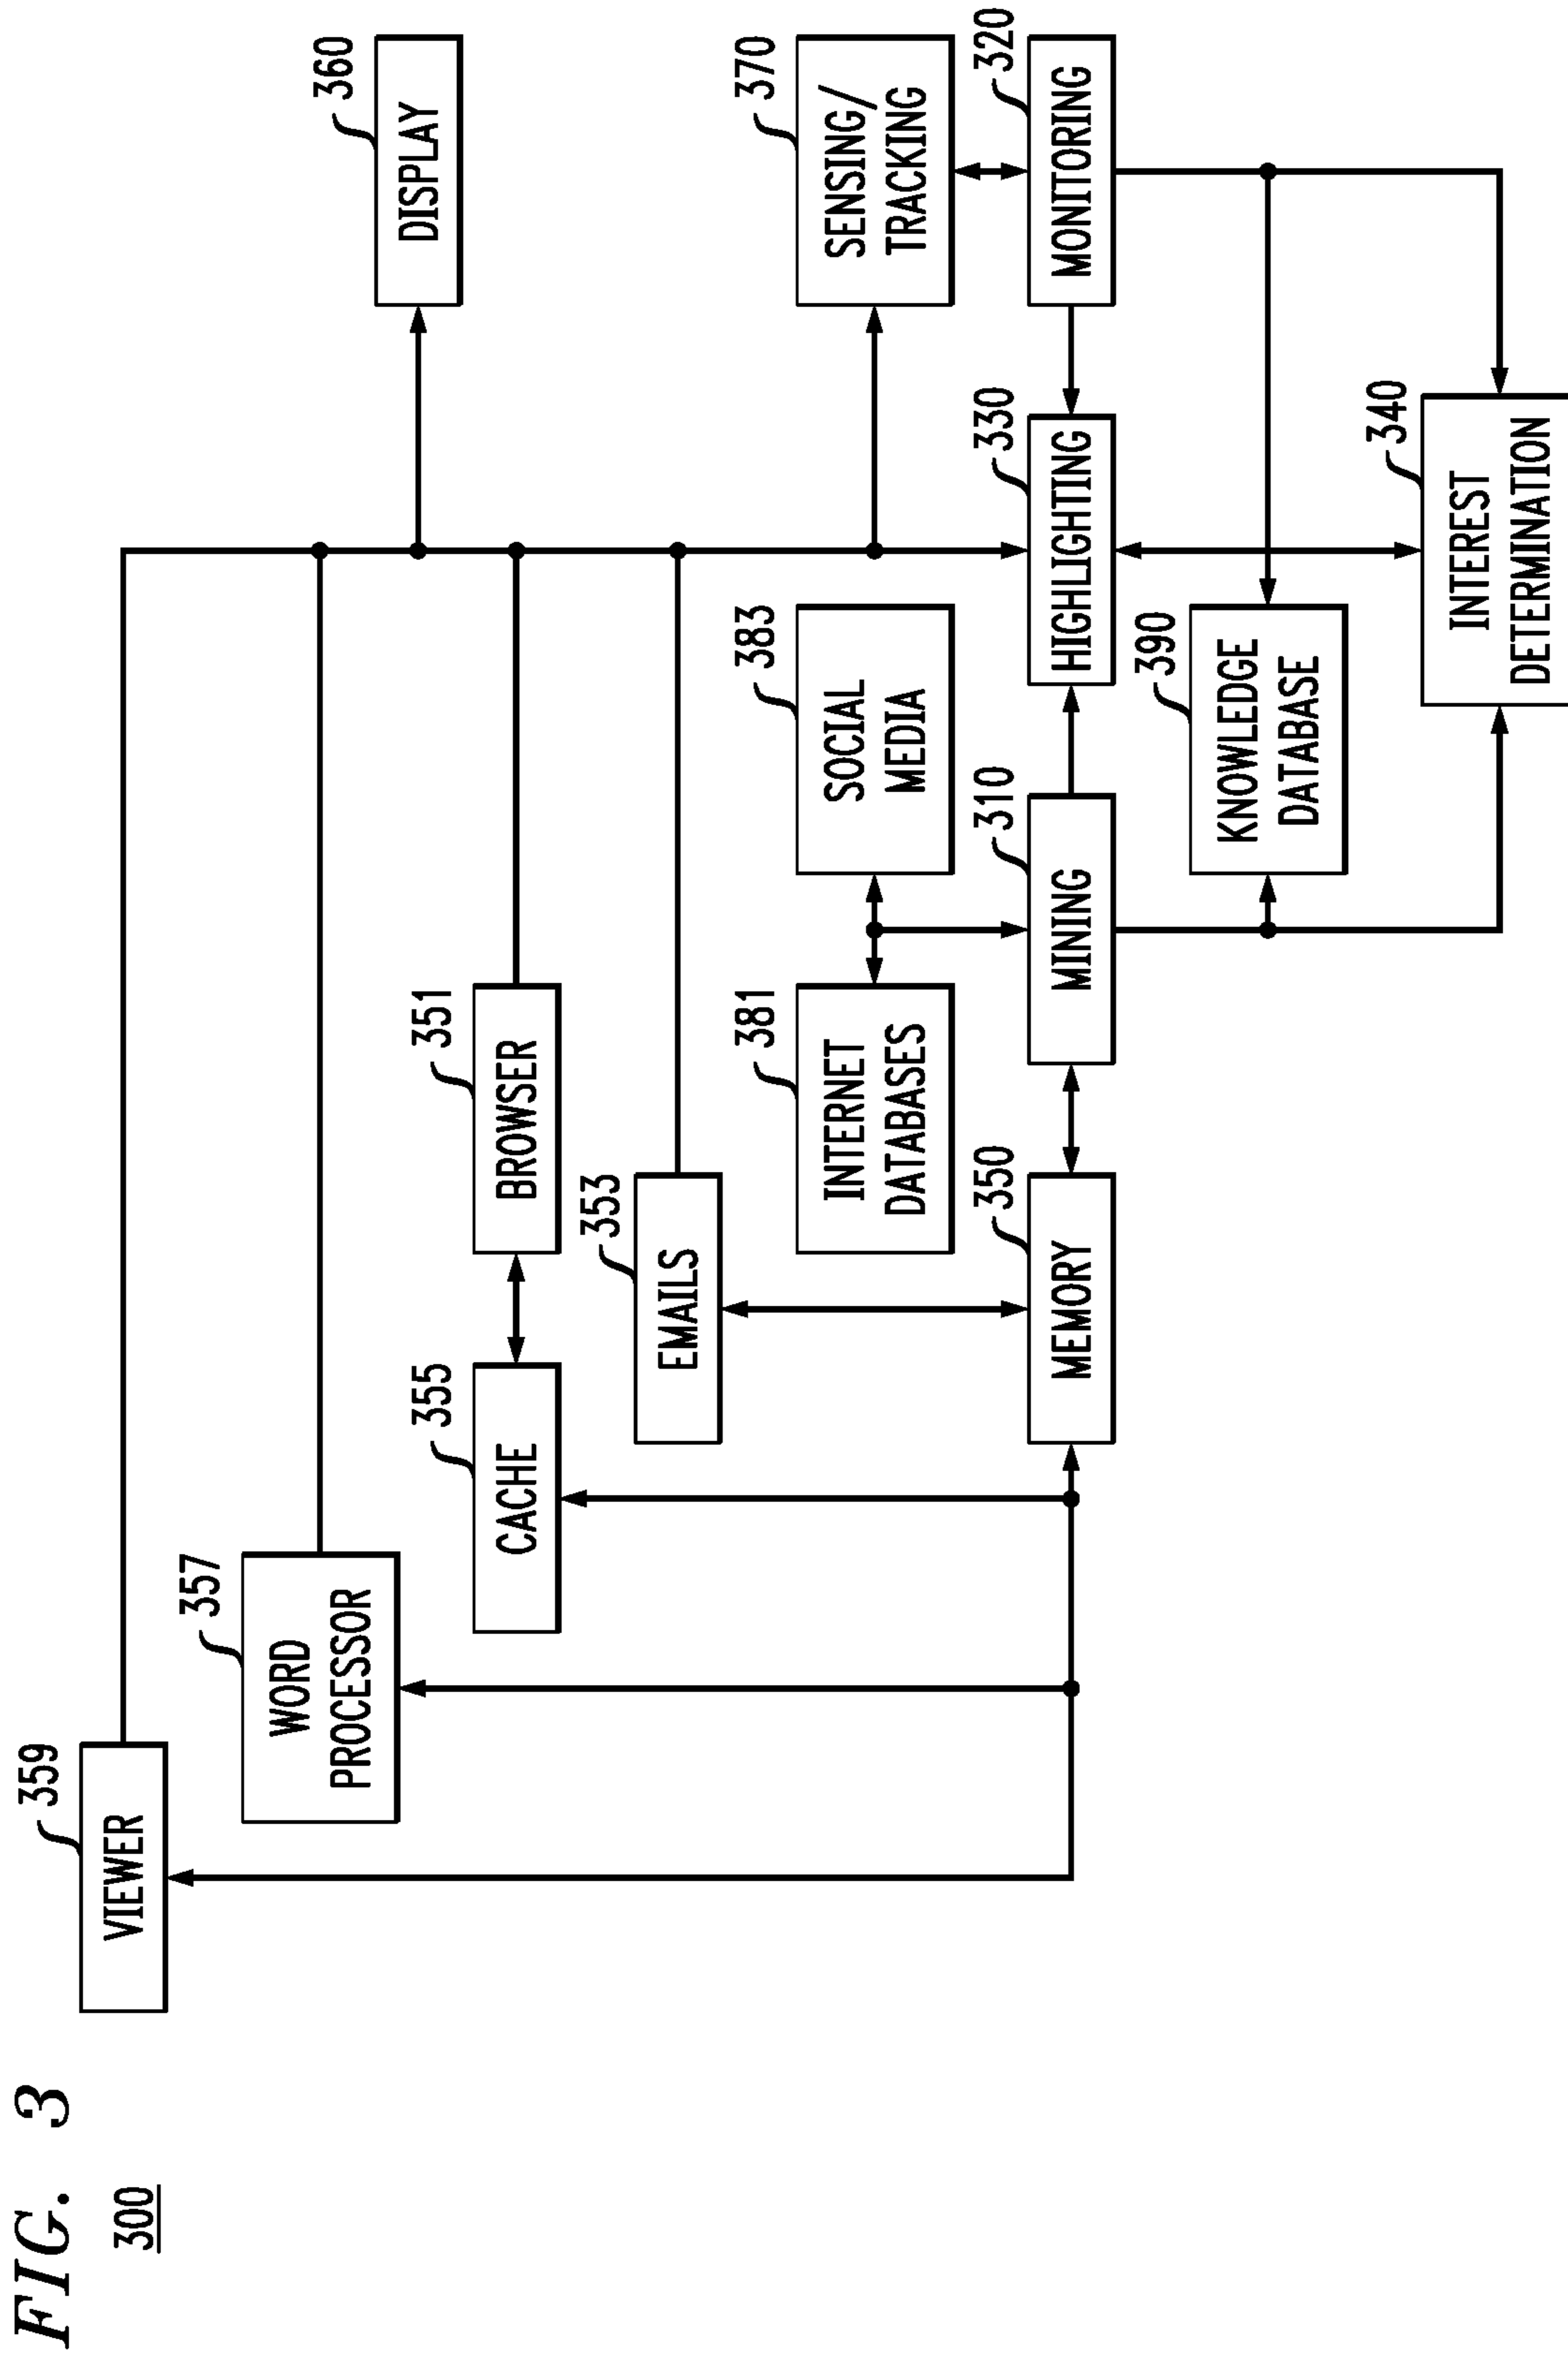 FIG. 3
300
VIEWER
359
WORD
PROCESSOR
357
CACHE
355
BROWSER
351
DISPLAY
360
EMAILS
353
INTERNET
DATABASES
381
SOCIAL
MEDIA
383
SENSING/
TRACKING
370
MEMORY
350
MINING
310
HIGHLIGHTING
330
MONITORING
320
KNOWLEDGE
DATABASE
390
INTEREST
DETERMINATION
340